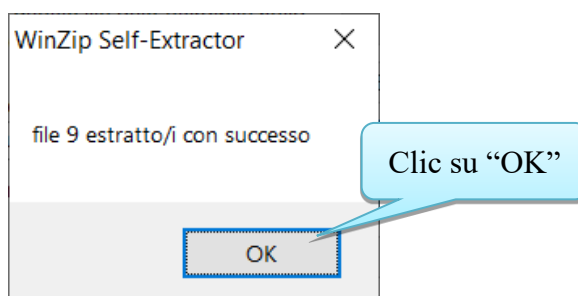 WinZip Self-Extractor
file 9 estratto/i con successo
Clic su “OK”
OK